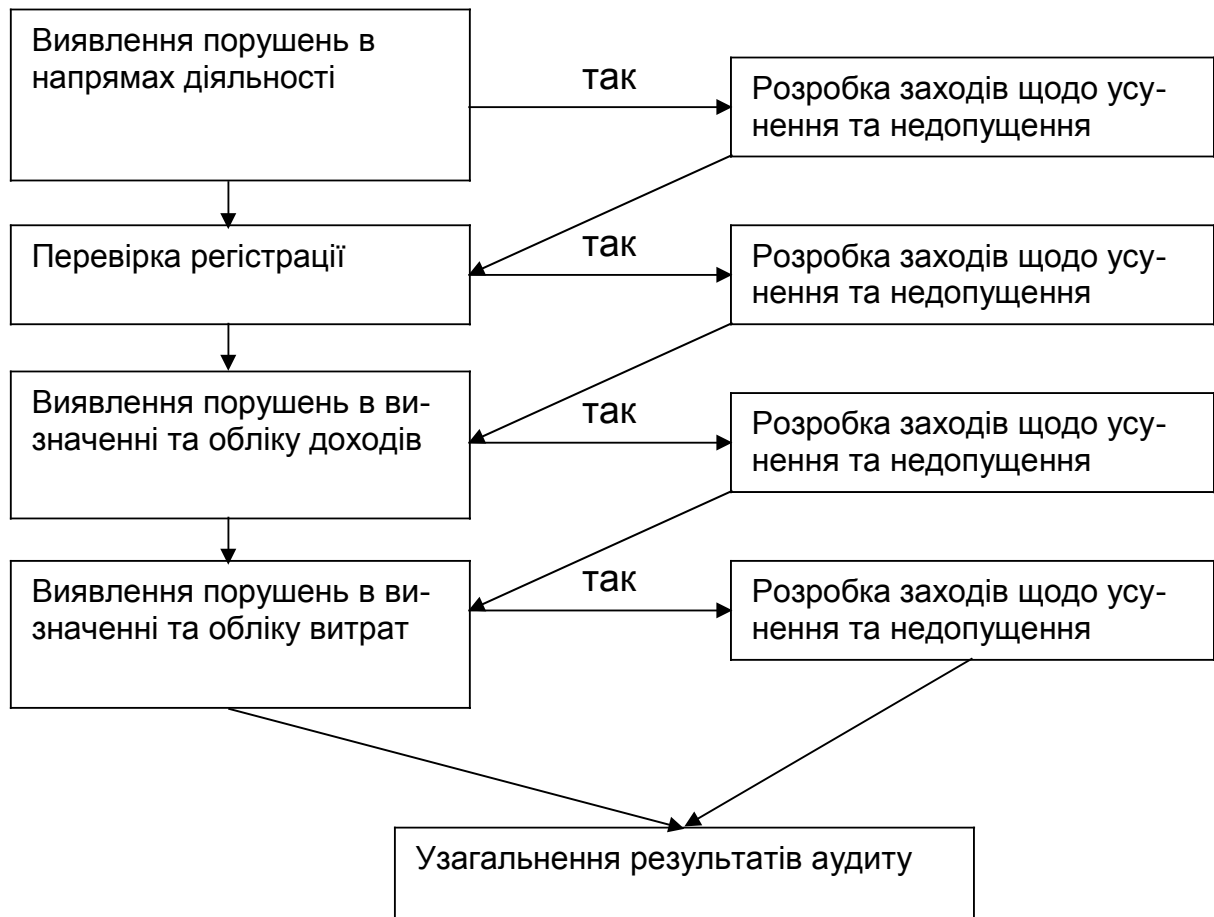 Виявлення порушень в
напрямах діяльності
так
Розробка заходів щодо усу-
нення та недопущення
Перевірка регістрації
так
Розробка заходів щодо усу-
нення та недопущення
Виявлення порушень в ви-
значенні та обліку доходів
так
Розробка заходів щодо усу-
нення та недопущення
Виявлення порушень в ви-
значенні та обліку витрат
так
Розробка заходів щодо усу-
нення та недопущення
Узагальнення результатів аудиту